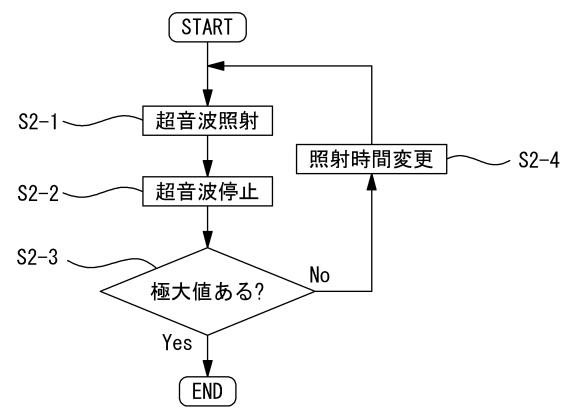 START
S2-1
超音波照射
照射時間変更
S2-4
S2-2
超音波停止
S2-3
極大値ある?
No
Yes
END